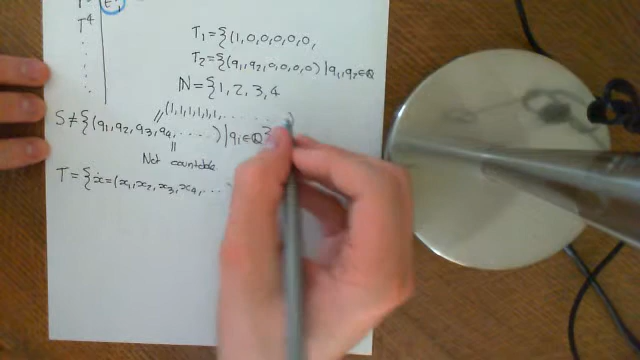 T⁴
T₁ = {(1, 0, 0, 0, 0, 0,
T₂ = {(q₁, q₂, 0, 0, 0, 0) | q₁, q₂ ∈ ℚ
ℕ = {1, 2, 3, 4
(1, 1, 1, 1, 1, 1, . . . . . )
S ≠ {(q₁, q₂, q₃, q₄, . . . . ) | qᵢ ∈ ℚ}
Not countable
T = {x = (x₁, x₂, x₃, x₄, . . .